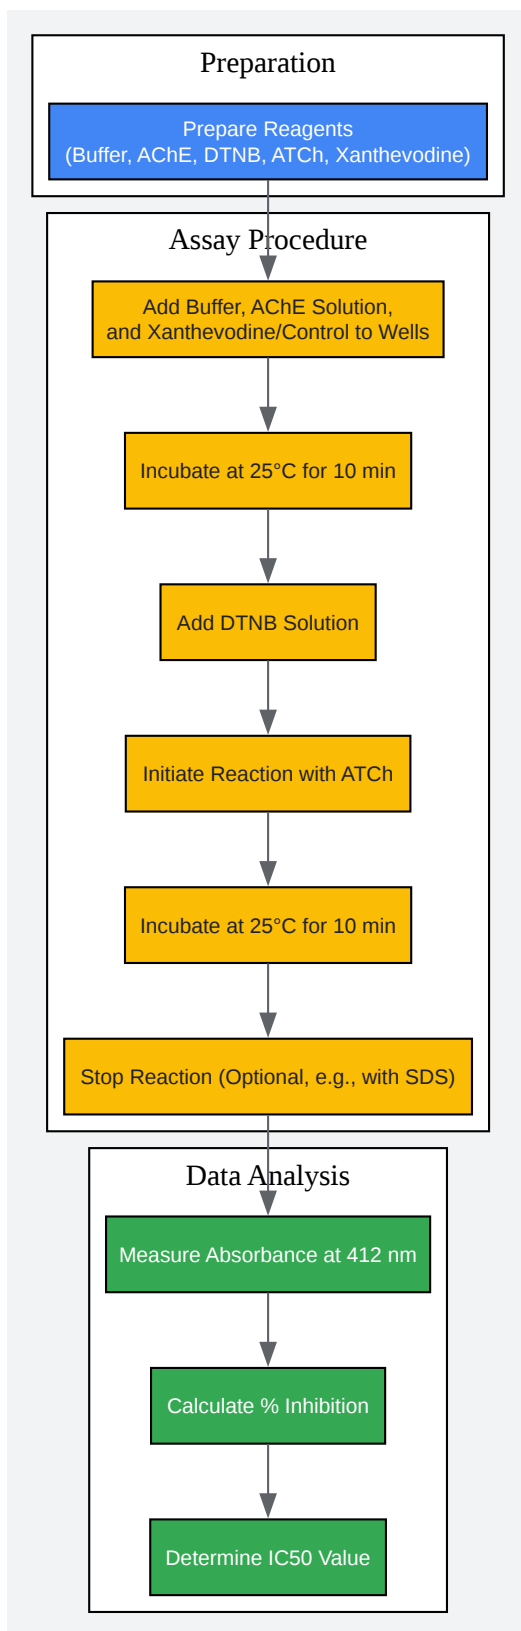 Preparation
Prepare Reagents
(Buffer, AChE, DTNB, ATCh, Xanthevodine)
Assay Procedure
Add Buffer, AChE Solution,
and Xanthevodine/Control to Wells
Incubate at 25°C for 10 min
Add DTNB Solution
Initiate Reaction with ATCh
Incubate at 25°C for 10 min
Stop Reaction (Optional, e.g., with SDS)
Data Analysis
Measure Absorbance at 412 nm
Calculate % Inhibition
Determine IC50 Value